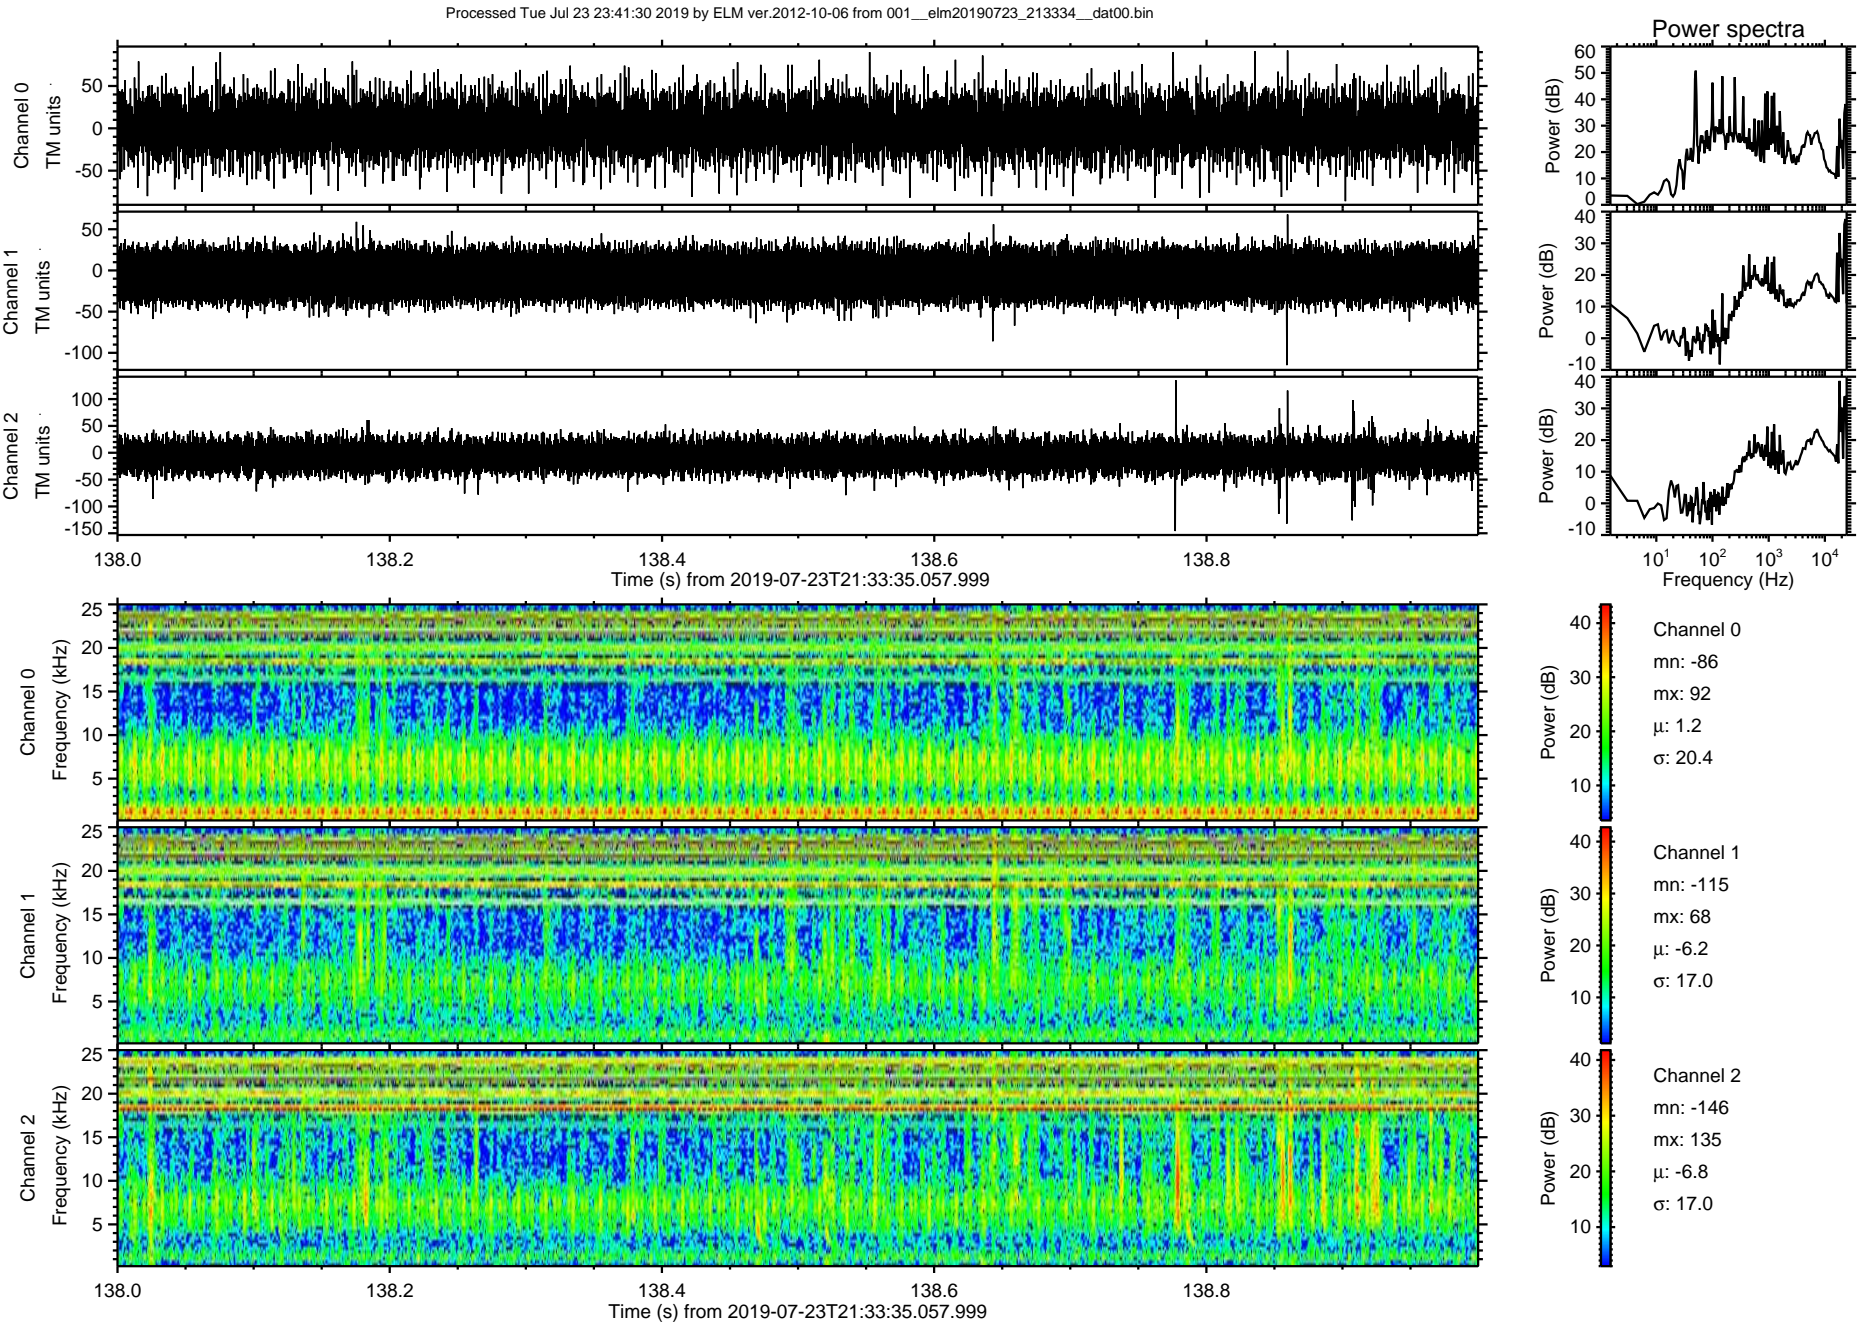 Processed Tue Jul 23 23:41:30 2019 by ELM ver.2012-10-06 from 001__elm20190723_213334__dat00.bin
Power spectra
Channel 0
TM units
50
0
-50
Power (dB)
60
50
40
30
20
10
0
Channel 1
TM units
50
0
-50
-100
Power (dB)
40
30
20
10
0
-10
Channel 2
TM units
100
50
0
-50
-100
-150
Power (dB)
40
30
20
10
0
-10
138.0 138.2 138.4 138.6 138.8
Time (s) from 2019-07-23T21:33:35.057.999
10^1 10^2 10^3 10^4
Frequency (Hz)
Channel 0
Frequency (kHz)
25
20
15
10
5
Power (dB)
40
30
20
10
Channel 0
mn: -86
mx: 92
μ: 1.2
σ: 20.4
Channel 1
Frequency (kHz)
25
20
15
10
5
Power (dB)
40
30
20
10
Channel 1
mn: -115
mx: 68
μ: -6.2
σ: 17.0
Channel 2
Frequency (kHz)
25
20
15
10
5
Power (dB)
40
30
20
10
Channel 2
mn: -146
mx: 135
μ: -6.8
σ: 17.0
138.0 138.2 138.4 138.6 138.8
Time (s) from 2019-07-23T21:33:35.057.999